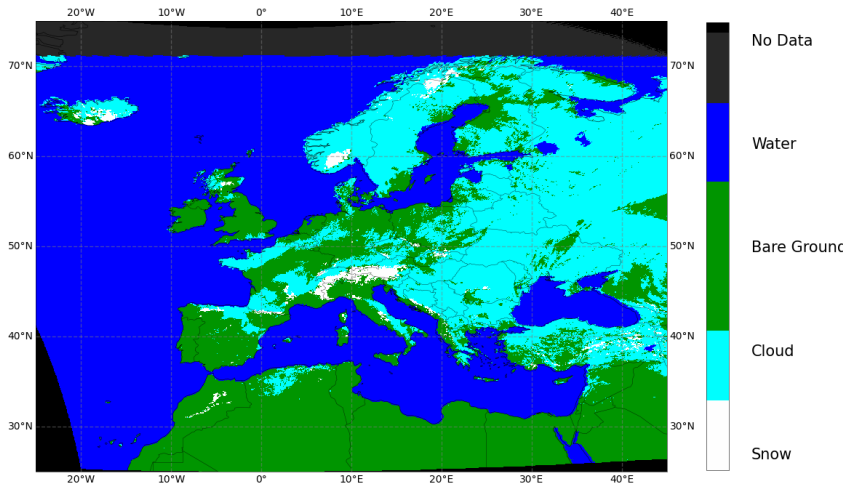 20°W 10°W 0° 10°E 20°E 30°E 40°E
70°N 70°N
60°N 60°N
50°N 50°N
40°N 40°N
30°N 30°N
20°W 10°W 0° 10°E 20°E 30°E 40°E
No Data
Water
Bare Ground
Cloud
Snow